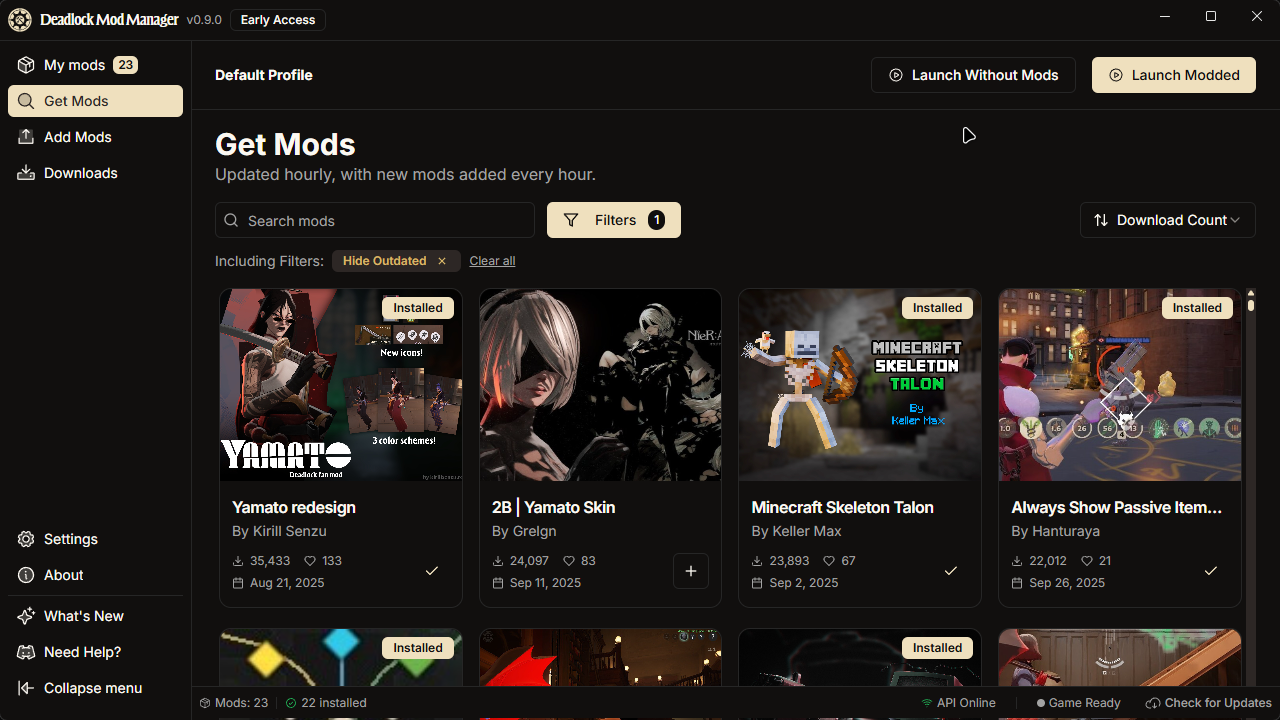 Deadlock Mod Manager v0.9.0 Early Access
My mods 23
Get Mods
Add Mods
Downloads
Settings
About
What's New
Need Help?
Collapse menu
Default Profile
Launch Without Mods
Launch Modded
Get Mods
Updated hourly, with new mods added every hour.
Search mods
Filters 1
Download Count
Including Filters: Hide Outdated × Clear all
Installed
New icons!
3 color schemes!
YAMATO
Deadlock fan mod
Yamato redesign
By Kirill Senzu
35,433 133
Aug 21, 2025
NieR:A
2B | Yamato Skin
By Grelgn
24,097 83
Sep 11, 2025
Installed
MINECRAFT
SKELETON
TALON
By
Keller Max
Minecraft Skeleton Talon
By Keller Max
23,893 67
Sep 2, 2025
Installed
Always Show Passive Item...
By Hanturaya
22,012 21
Sep 26, 2025
Installed
Installed
Mods: 23
22 installed
API Online
Game Ready
Check for Updates